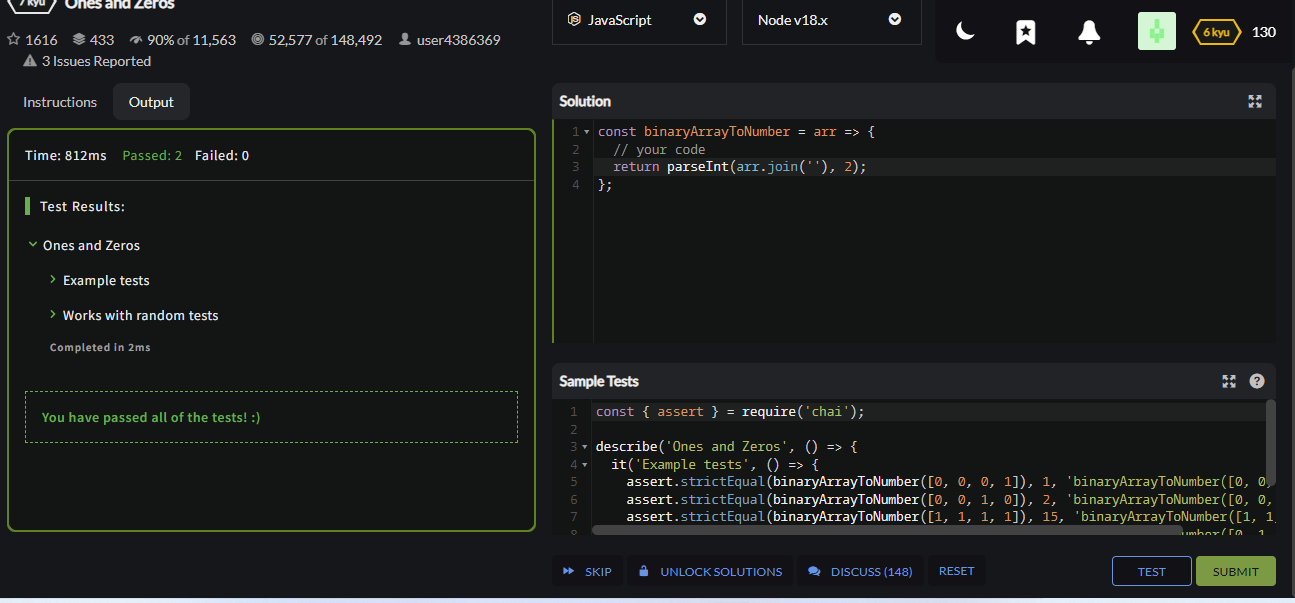 7 kyu Ones and Zeros
1616 433 90% of 11,563 52,577 of 148,492 user4386369
3 Issues Reported
Instructions Output
Time: 812ms Passed: 2 Failed: 0
Test Results:
Ones and Zeros
Example tests
Works with random tests
Completed in 2ms
You have passed all of the tests! :)
JavaScript
Node v18.x
6 kyu 130
Solution
1 const binaryArrayToNumber = arr => {
2 // your code
3 return parseInt(arr.join(''), 2);
4 };
Sample Tests
1 const { assert } = require('chai');
2
3 describe('Ones and Zeros', () => {
4 it('Example tests', () => {
5 assert.strictEqual(binaryArrayToNumber([0, 0, 0, 1]), 1, 'binaryArrayToNumber([0, 0
6 assert.strictEqual(binaryArrayToNumber([0, 0, 1, 0]), 2, 'binaryArrayToNumber([0, 0,
7 assert.strictEqual(binaryArrayToNumber([1, 1, 1, 1]), 15, 'binaryArrayToNumber([1, 1,
8
SKIP UNLOCK SOLUTIONS DISCUSS (148) RESET TEST SUBMIT